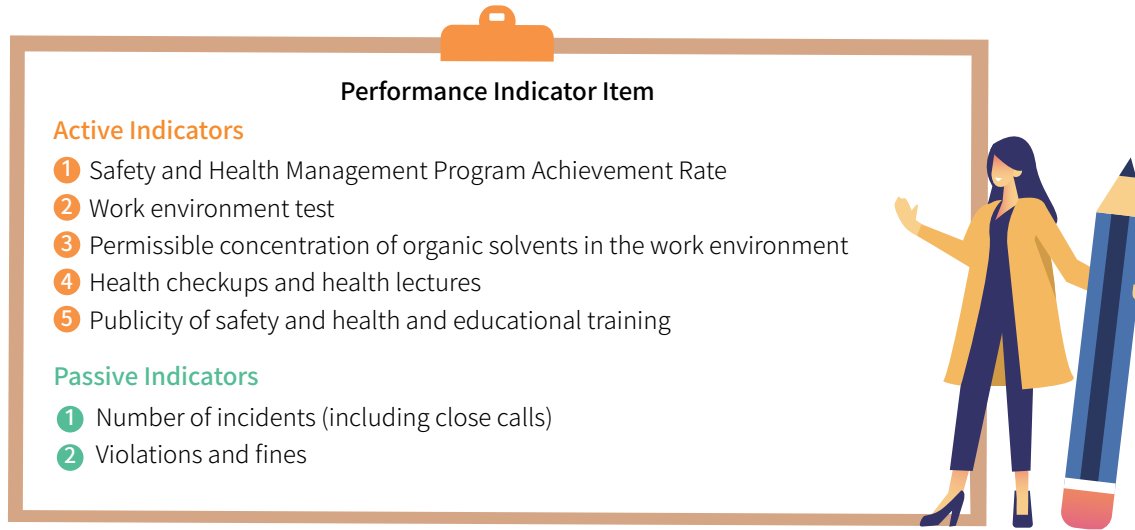 Performance Indicator Item
Active Indicators
1 Safety and Health Management Program Achievement Rate
2 Work environment test
3 Permissible concentration of organic solvents in the work environment
4 Health checkups and health lectures
5 Publicity of safety and health and educational training
Passive Indicators
1 Number of incidents (including close calls)
2 Violations and fines